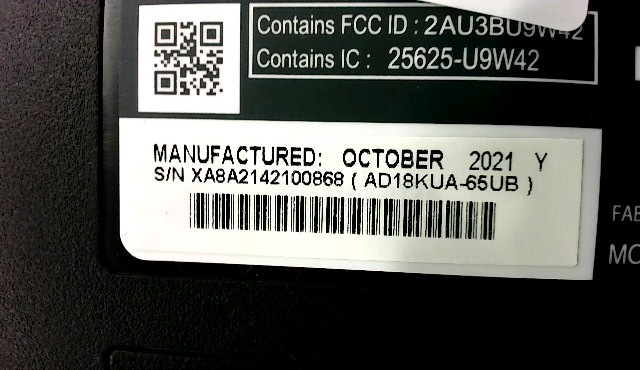 Contains FCC ID : 2AU3BU9W42
Contains IC : 25625-U9W42
MANUFACTURED: OCTOBER 2021 Y
S/N XA8A2142100868 ( AD18KUA-65UB )